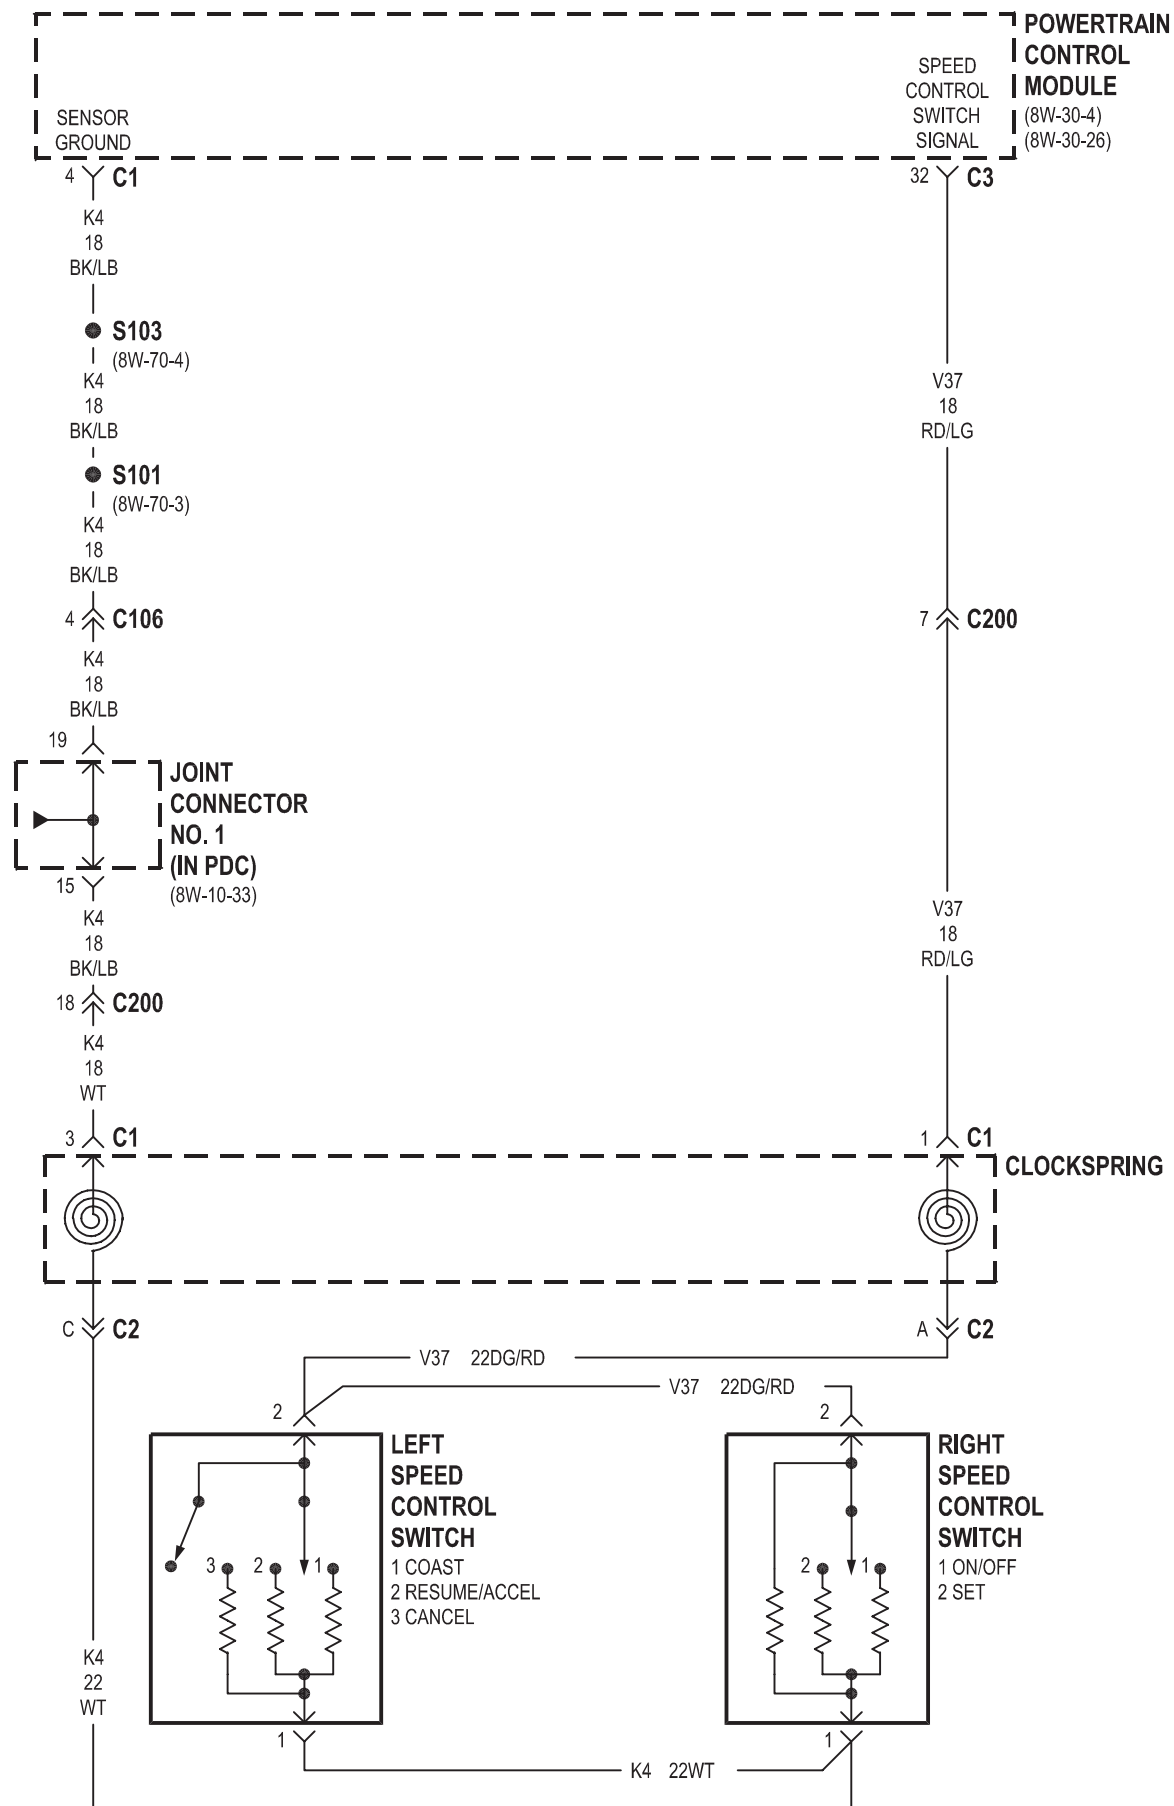 POWERTRAIN
CONTROL
MODULE
(8W-30-4)
(8W-30-26)
SENSOR
GROUND
SPEED
CONTROL
SWITCH
SIGNAL
4 C1
32 C3
K4
18
BK/LB
S103
(8W-70-4)
K4
18
BK/LB
V37
18
RD/LG
S101
(8W-70-3)
K4
18
BK/LB
4 C106
7 C200
K4
18
BK/LB
19
JOINT
CONNECTOR
NO. 1
(IN PDC)
(8W-10-33)
15
K4
18
BK/LB
V37
18
RD/LG
18 C200
K4
18
WT
3 C1
1 C1
CLOCKSPRING
C C2
A C2
V37 22DG/RD
V37 22DG/RD
2
2
LEFT
SPEED
CONTROL
SWITCH
1 COAST
2 RESUME/ACCEL
3 CANCEL
3 2 1
RIGHT
SPEED
CONTROL
SWITCH
1 ON/OFF
2 SET
2 1
K4
22
WT
1
1
K4 22WT